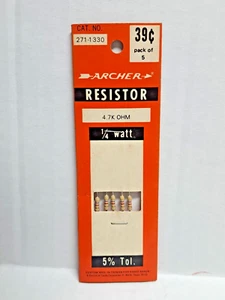 CAT. NO.
271-1330
39¢
pack of
5
ARCHER
RESISTOR
4.7K OHM
¼ watt.
5% Tol.